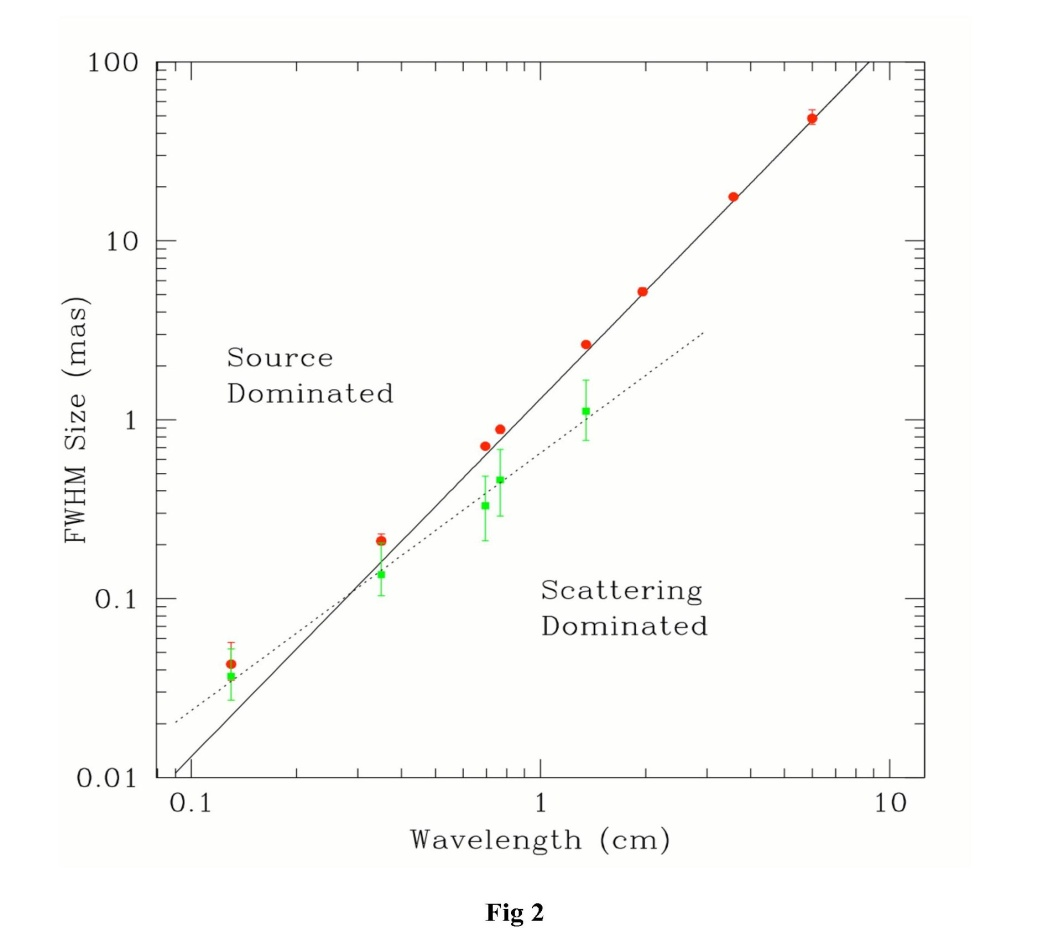 100
10
1
0.1
0.01
FWHM Size (mas)
Source
Dominated
Scattering
Dominated
0.1
1
10
Wavelength (cm)
Fig 2